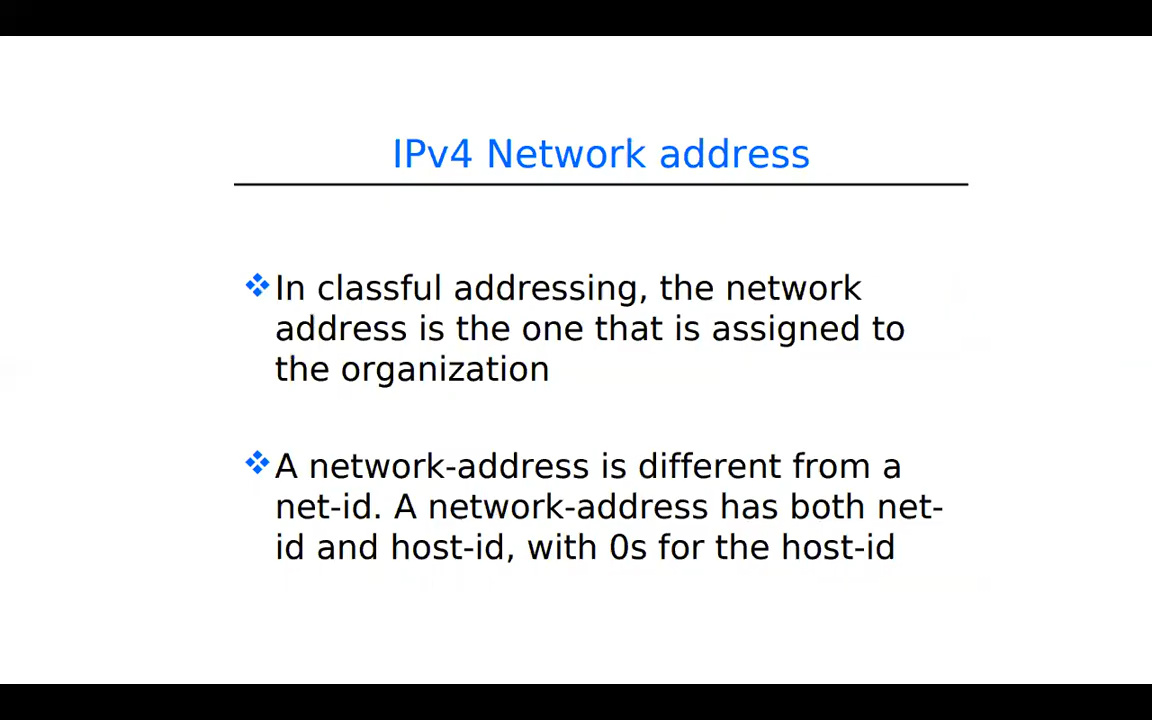 IPv4 Network address
In classful addressing, the network
address is the one that is assigned to
the organization
A network-address is different from a
net-id. A network-address has both net-
id and host-id, with 0s for the host-id